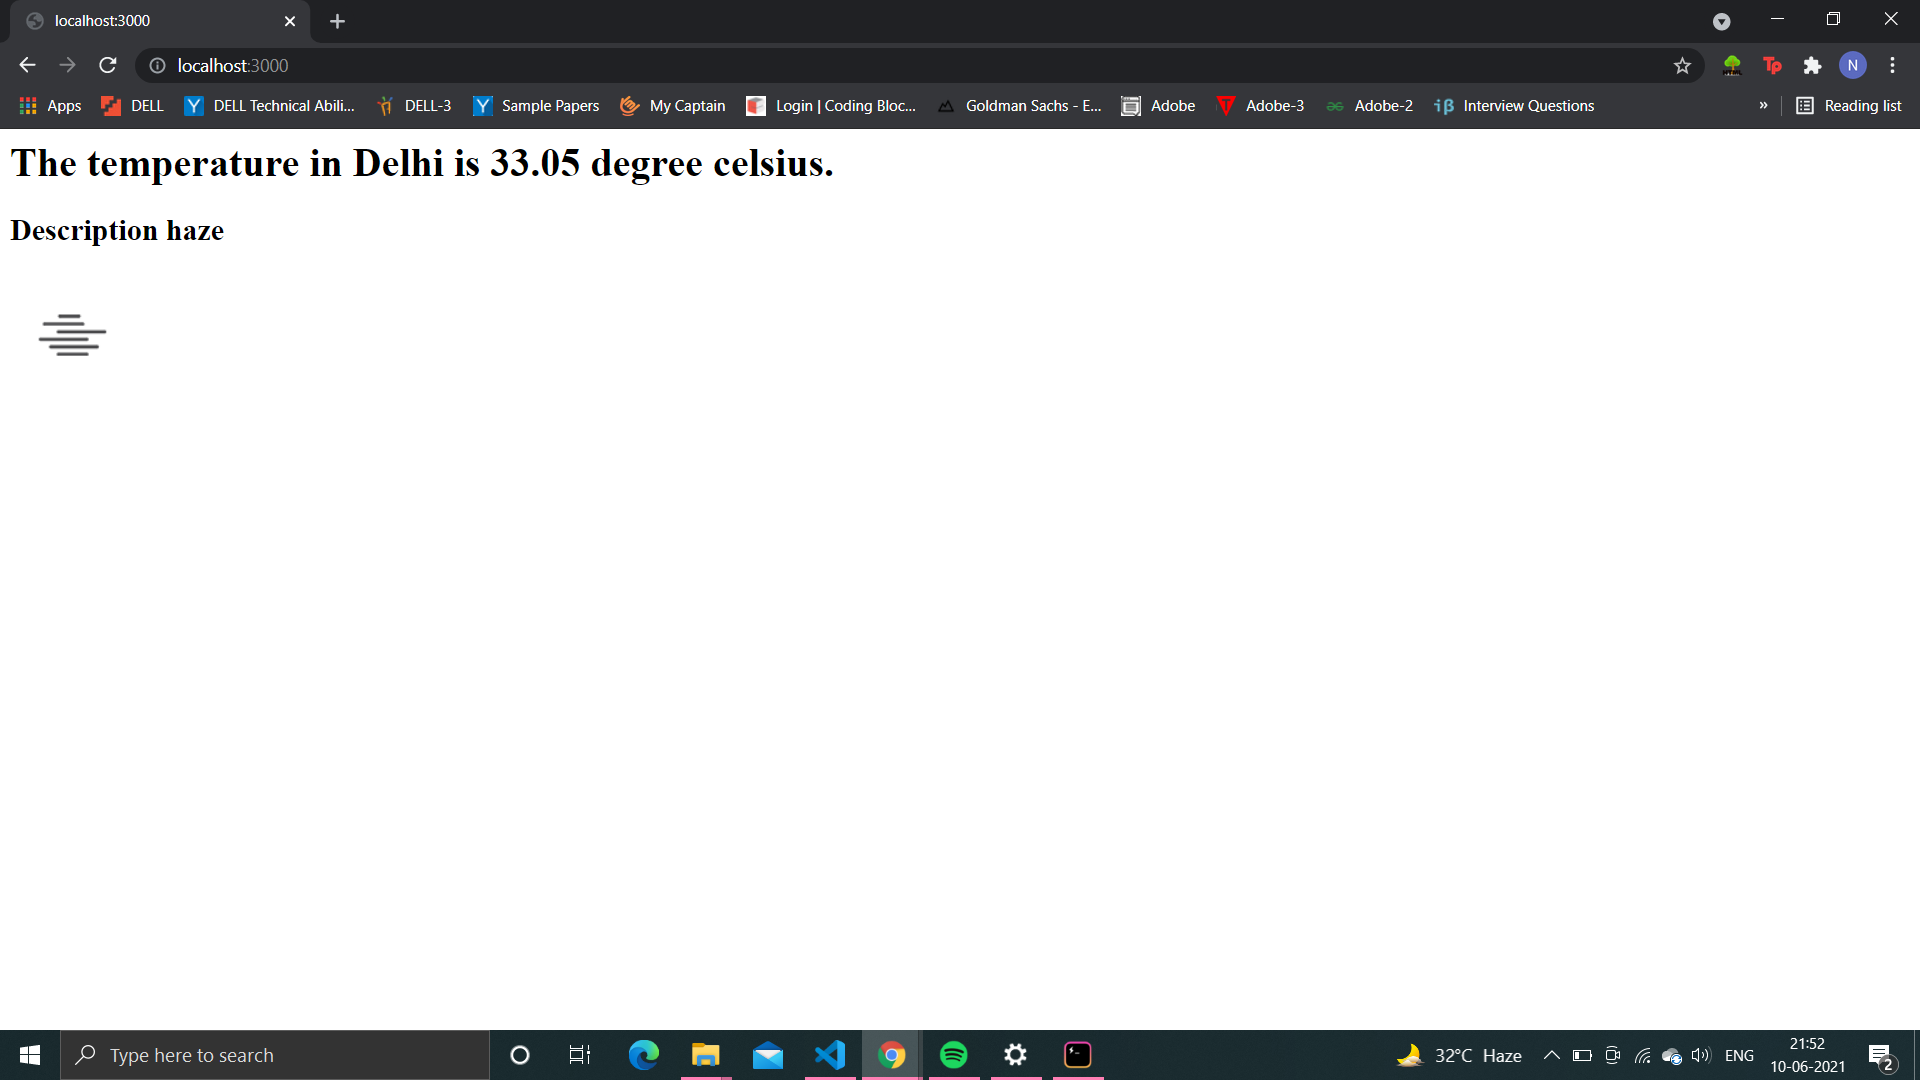 localhost:3000
localhost:3000
N
Apps DELL DELL Technical Abili... DELL-3 Sample Papers My Captain Login | Coding Bloc... Goldman Sachs - E... Adobe Adobe-3 Adobe-2 Interview Questions » Reading list
The temperature in Delhi is 33.05 degree celsius.
Description haze
Type here to search
32°C Haze
ENG
21:52
10-06-2021
2